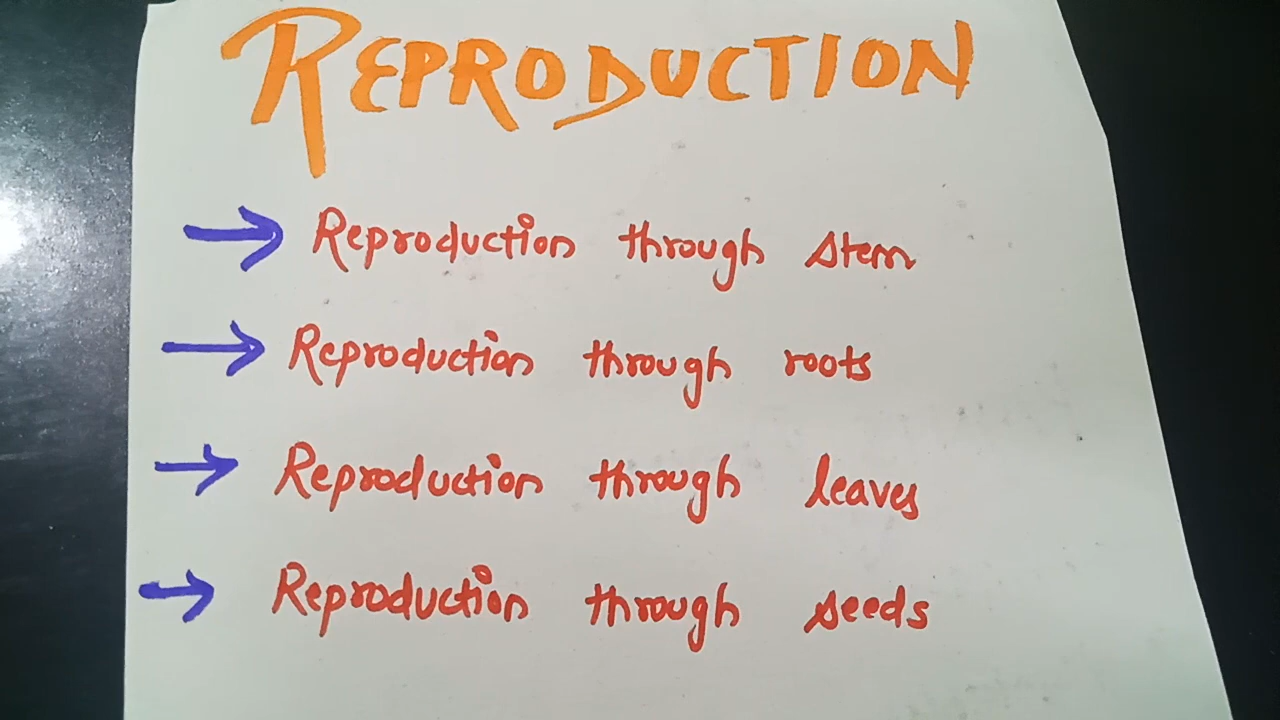 REPRODUCTION
→ Reproduction through stem
→ Reproduction through roots
→ Reproduction through leaves
→ Reproduction through seeds